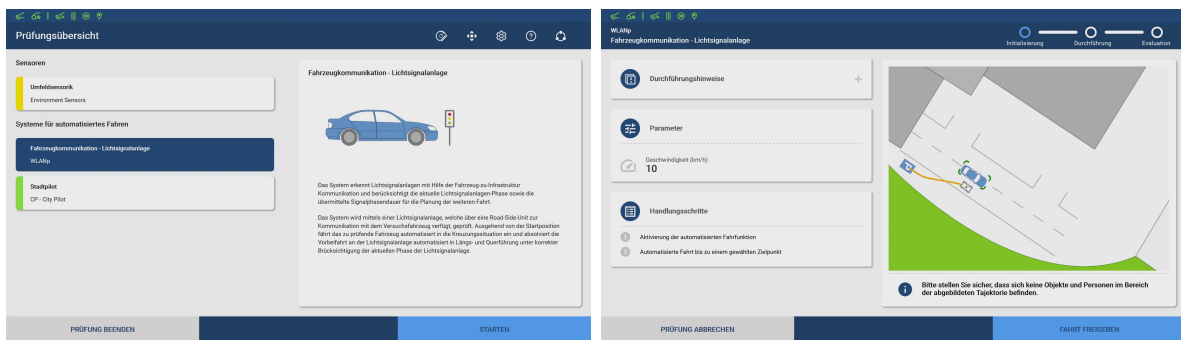 Prüfungsübersicht
Sensoren
Umfeldsensorik
Environment Sensors
Systeme für automatisiertes Fahren
Fahrzeugkommunikation - Lichtsignalanlage
WLANp
Stadtpilot
CP - City Pilot
Fahrzeugkommunikation - Lichtsignalanlage
Das System erkennt Lichtsignalanlagen mit Hilfe der Fahrzeug-zu-Infrastruktur
Kommunikation und berücksichtigt die aktuelle Lichtsignalanlagen-Phase sowie die
übermittelte Signalphasendauer für die Planung der weiteren Fahrt.
Das System wird mittels einer Lichtsignalanlage, welche über eine Road-Side-Unit zur
Kommunikation mit dem Versuchsfahrzeug verfügt, geprüft. Ausgehend von der Startposition
fährt das zu prüfende Fahrzeug automatisiert in die Kreuzungssituation ein und absolviert die
Vorbeifahrt an der Lichtsignalanlage automatisiert in Längs- und Querführung unter korrekter
Brücksichtigung der aktuellen Phase der Lichtsignalanlage.
PRÜFUNG BEENDEN
STARTEN
WLANp
Fahrzeugkommunikation - Lichtsignalanlage
Initialisierung
Durchführung
Evaluation
Durchführungshinweise
Parameter
Geschwindigkeit (km/h)
10
Handlungsschritte
1 Aktivierung der automatisierten Fahrfunktion
2 Automatisierte Fahrt bis zu einem gewählten Zielpunkt
Bitte stellen Sie sicher, dass sich keine Objekte und Personen im Bereich
der abgebildeten Tajektorie befinden.
PRÜFUNG ABBRECHEN
FAHRT FREIGEBEN